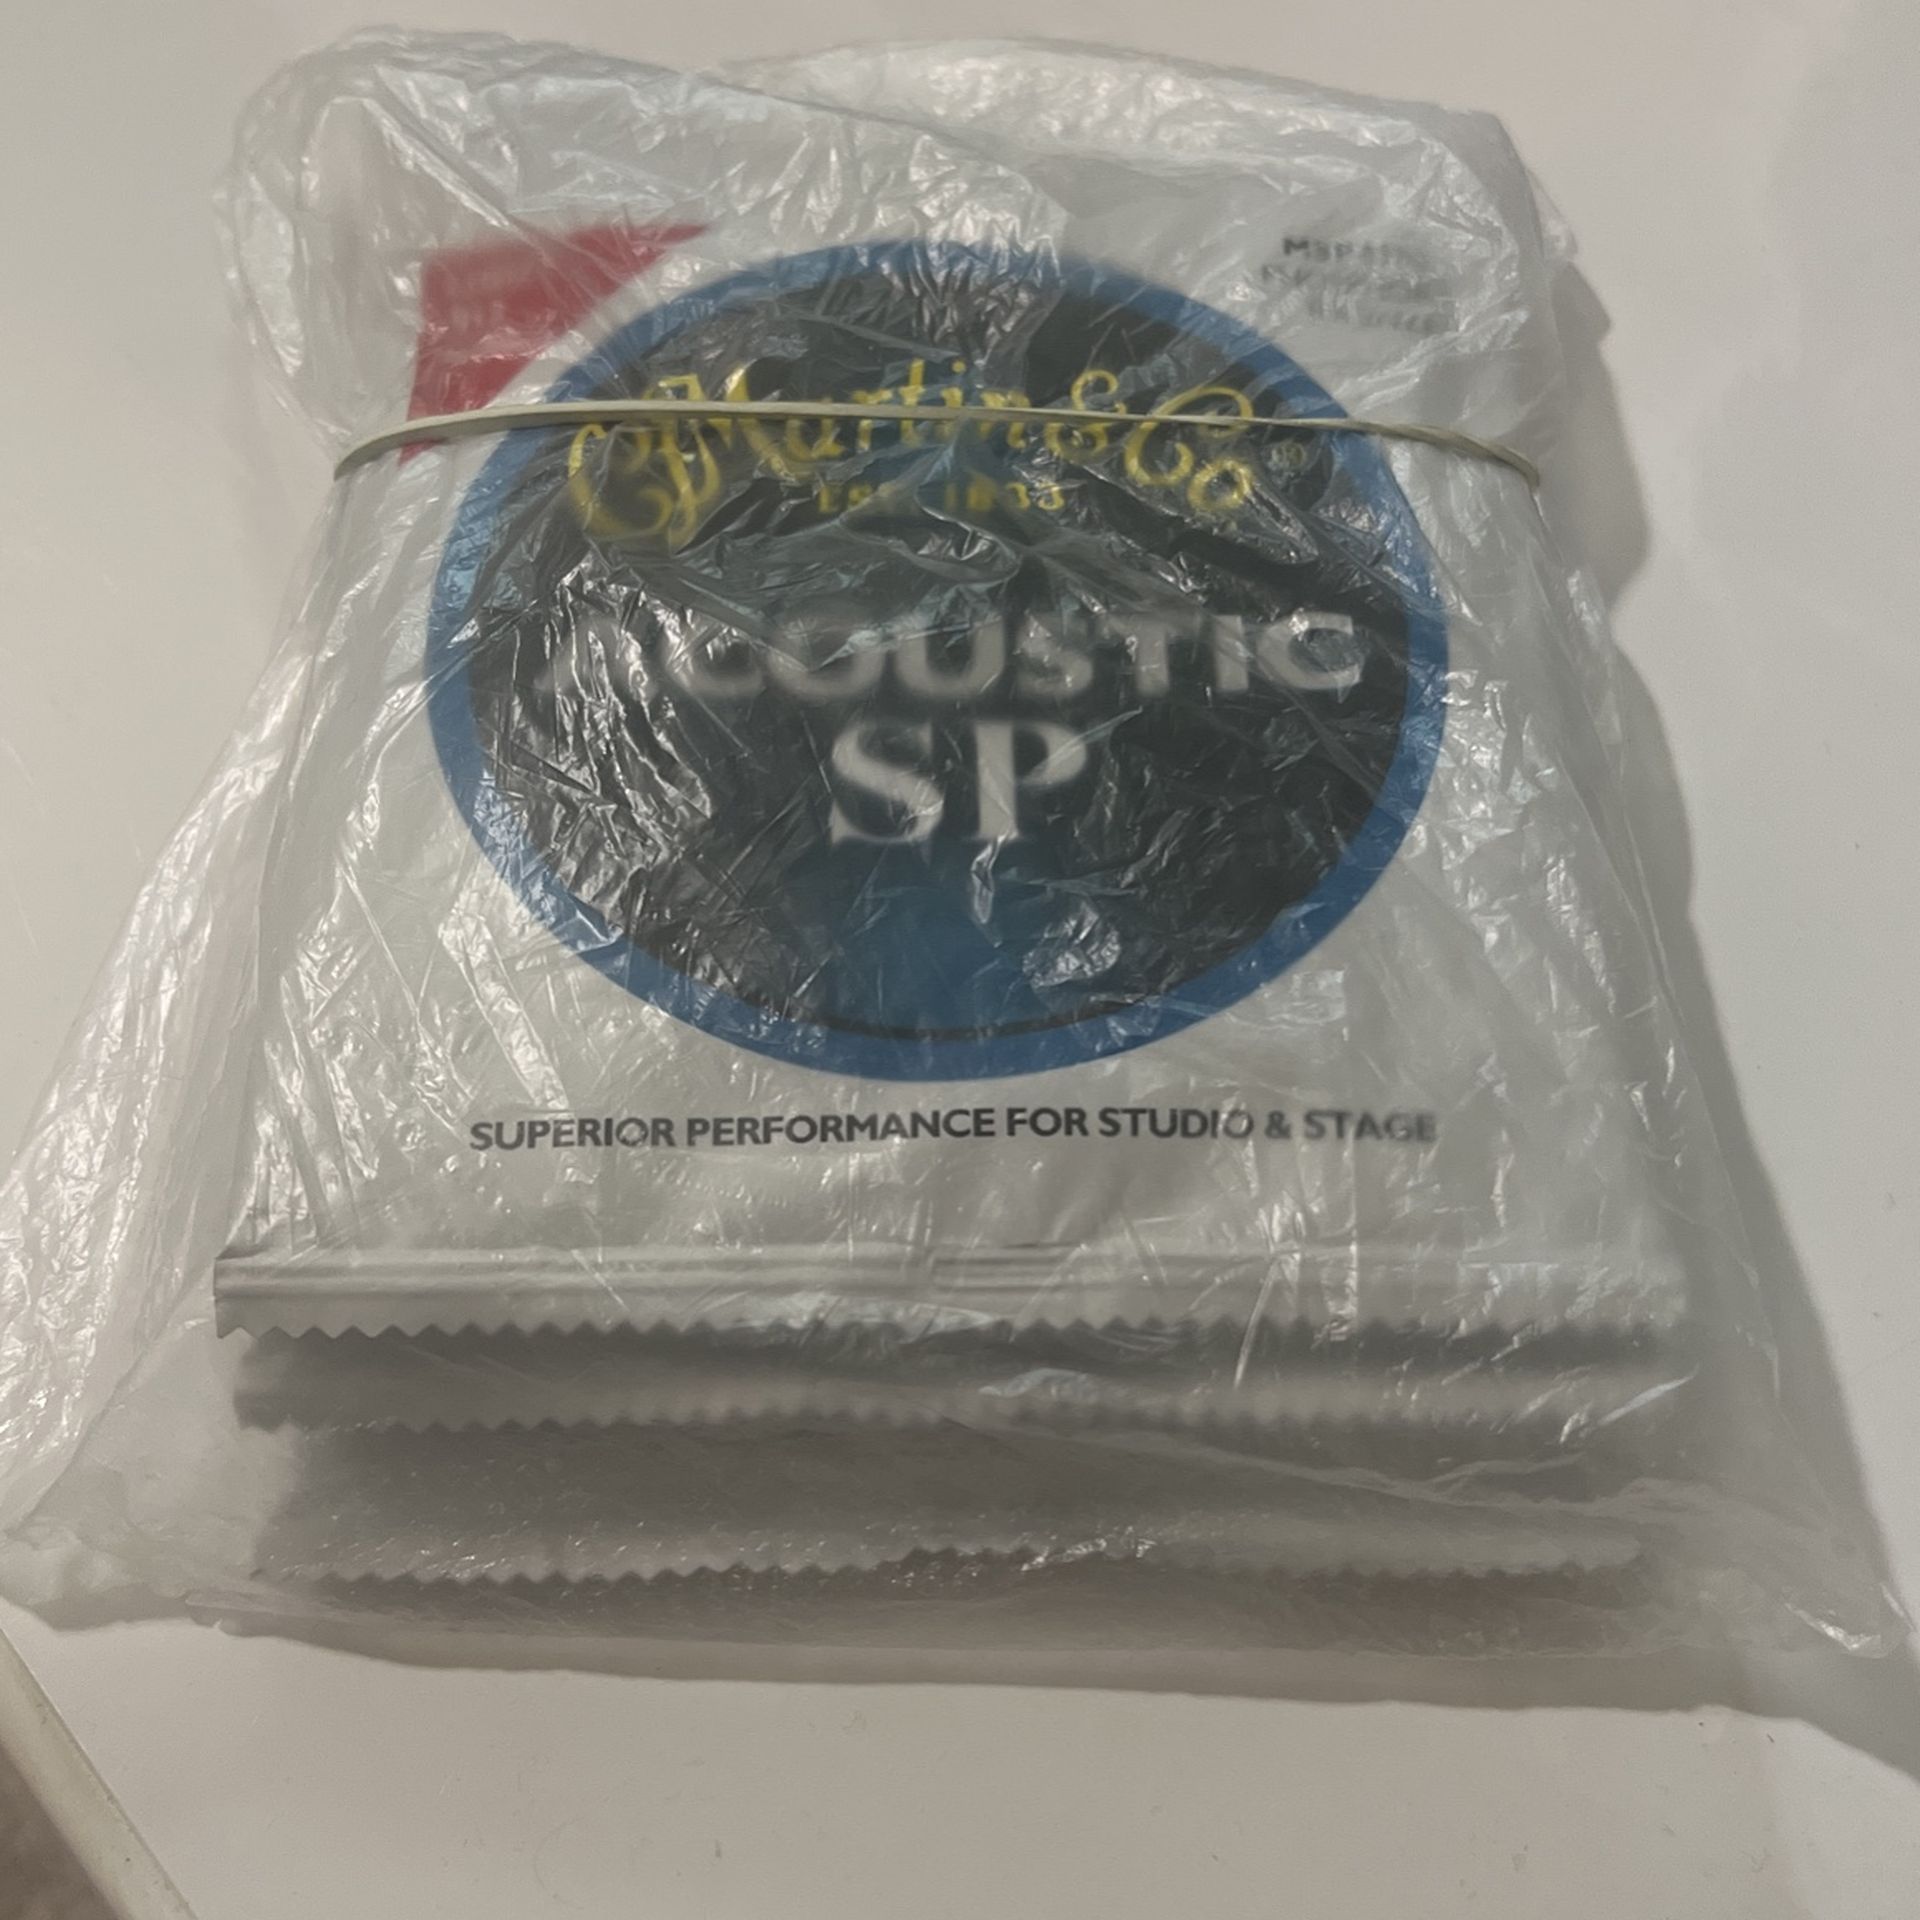 Martin & Co ®
EST. 1833
ACOUSTIC
SP
SUPERIOR PERFORMANCE FOR STUDIO & STAGE